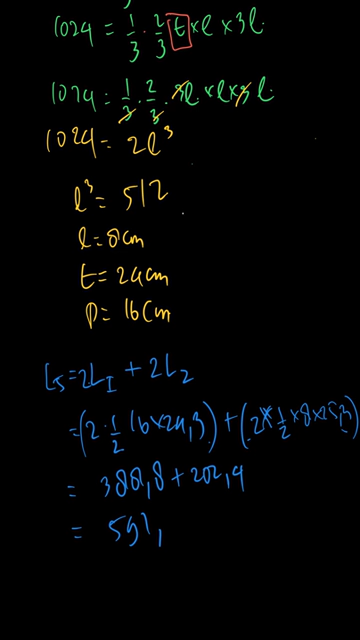 1024 = 1/3 · 2/3 t × l × 3l
1024 = 1/3 · 2/3 · 3l × l × 3l
1024 = 2l³
l³ = 512
l = 8cm
t = 24cm
P = 16cm
Ls = 2L₁ + 2L₂
= (2 · 1/2 16 × 24,3) + (2 × 1/2 × 8 × 25,3)
= 388,8 + 202,4
= 591,